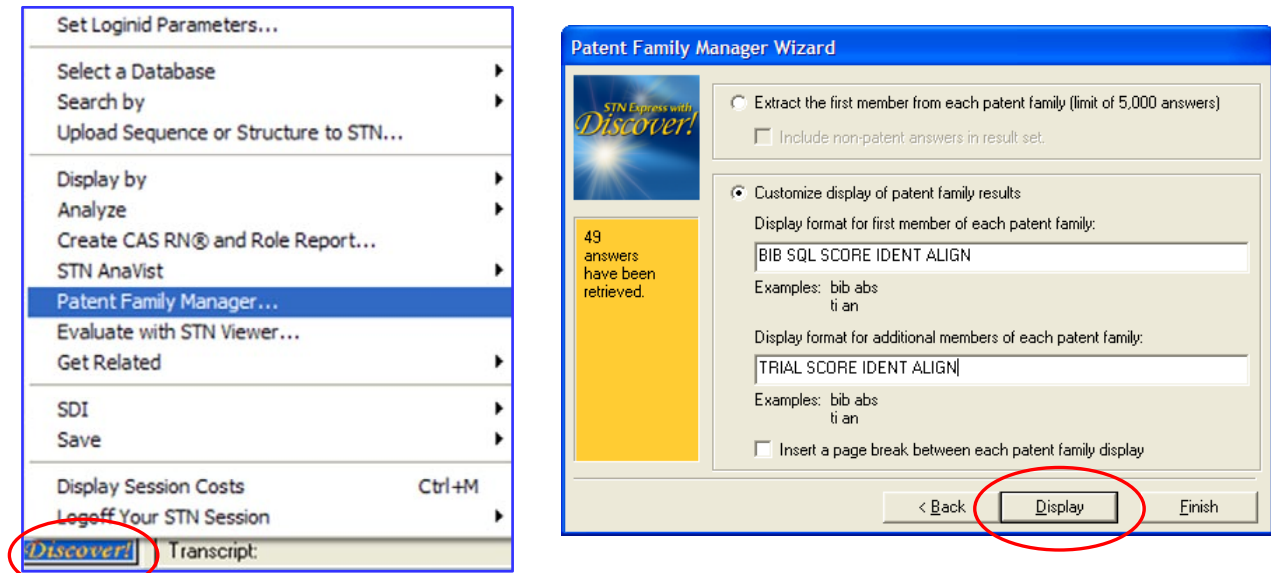 Set Loginid Parameters...
Select a Database
Search by
Upload Sequence or Structure to STN...
Display by
Analyze
Create CAS RN® and Role Report...
STN AnaVist
Patent Family Manager...
Evaluate with STN Viewer...
Get Related
SDI
Save
Display Session Costs Ctrl+M
Logoff Your STN Session
Discover! Transcript:
Patent Family Manager Wizard
STN Express with
Discover!
49
answers
have been
retrieved.
Extract the first member from each patent family (limit of 5,000 answers)
Include non-patent answers in result set.
Customize display of patent family results
Display format for first member of each patent family:
BIB SQL SCORE IDENT ALIGN
Examples: bib abs
ti an
Display format for additional members of each patent family:
TRIAL SCORE IDENT ALIGN
Examples: bib abs
ti an
Insert a page break between each patent family display
< Back Display Finish